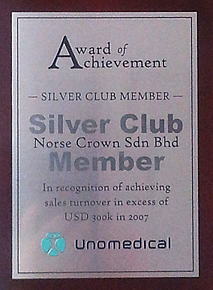 Award of
Achievement
— SILVER CLUB MEMBER —
Silver Club
Norse Crown Sdn Bhd
Member
In recognition of achieving
sales turnover in excess of
USD 300k in 2007
Unomedical